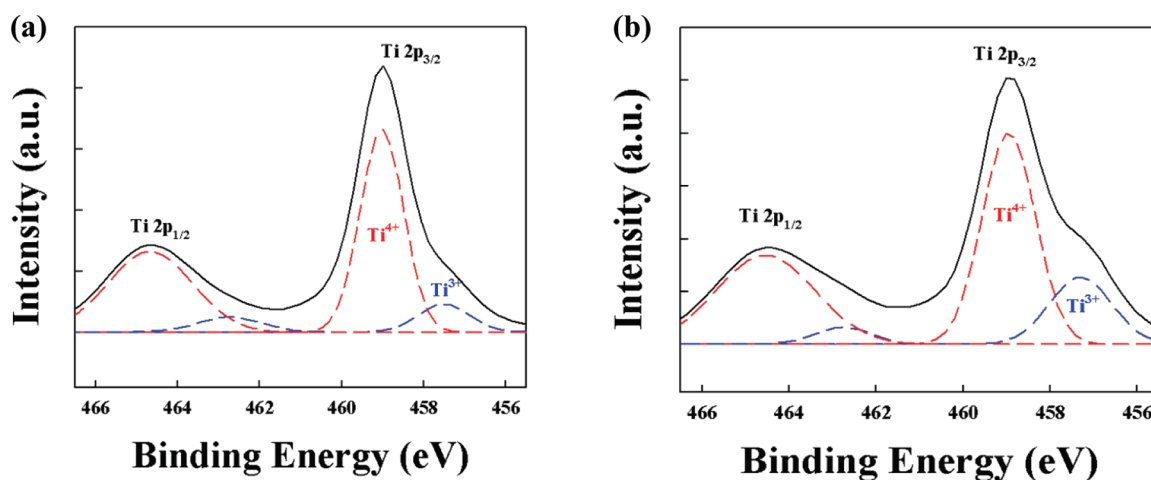 (a)
Ti 2p3/2
Ti 2p1/2
Ti4+
Ti3+
Intensity (a.u.)
466 464 462 460 458 456
Binding Energy (eV)
(b)
Ti 2p3/2
Ti 2p1/2
Ti4+
Ti3+
Intensity (a.u.)
466 464 462 460 458 456
Binding Energy (eV)